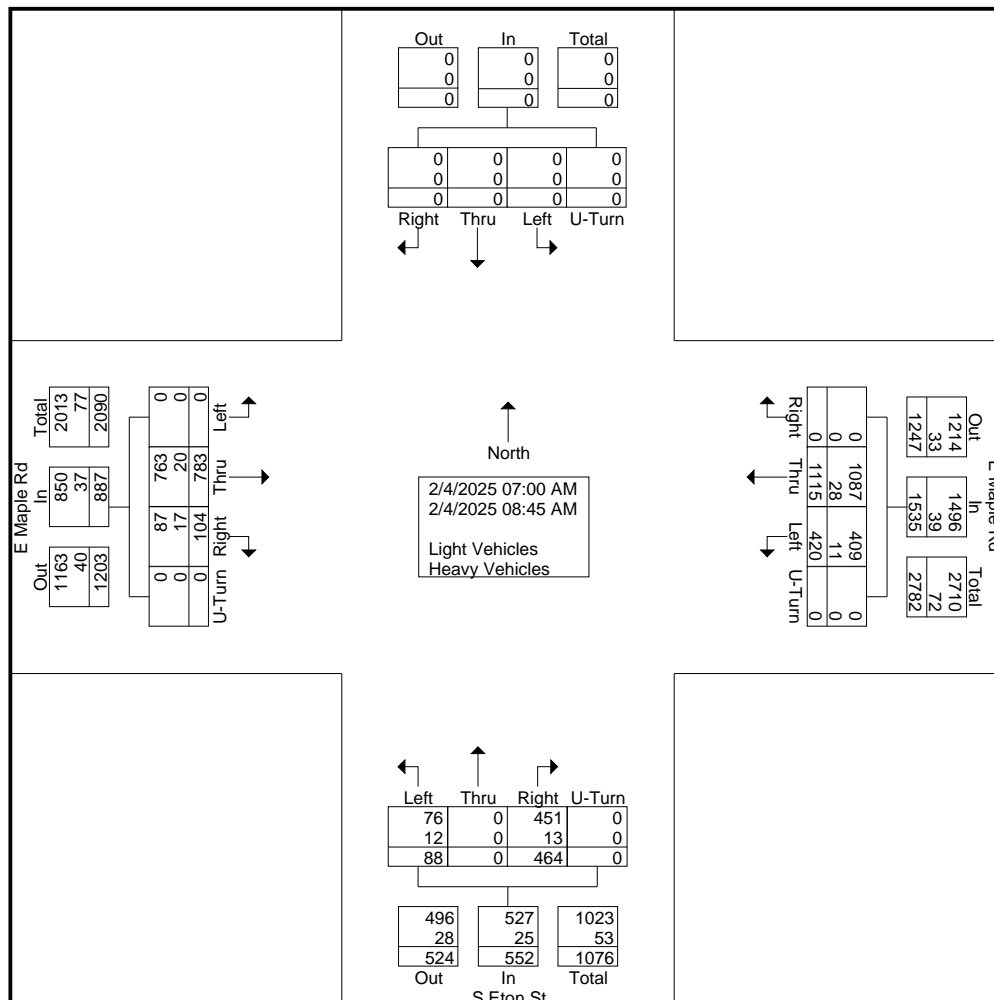 Out In Total
0 0 0
0 0 0
0 0 0
0 0 0 0
0 0 0 0
0 0 0 0
Right Thru Left U-Turn
E Maple Rd
Total In Out
2013 850 1163
77 37 40
2090 887 1203
0 763 87 0
0 20 17 0
0 783 104 0
Left Thru Right U-Turn
North
2/4/2025 07:00 AM
2/4/2025 08:45 AM
Light Vehicles
Heavy Vehicles
Right Thru Left U-Turn
0 1087 409 0
0 28 11 0
0 1115 420 0
Out In Total
1214 1496 2710
33 39 72
1247 1535 2782
Maple Rd
Left Thru Right U-Turn
76 0 451 0
12 0 13 0
88 0 464 0
496 527 1023
28 25 53
524 552 1076
Out In Total
S Eton St